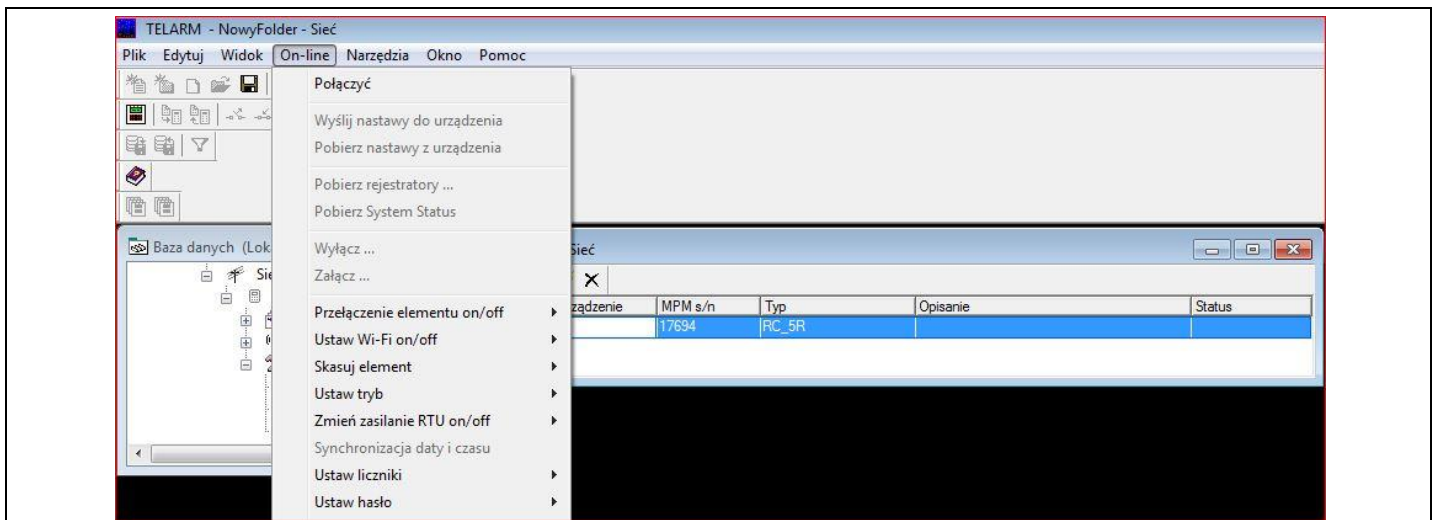 TELARM - NowyFolder - Sieć
Plik Edytuj Widok On-line Narzędzia Okno Pomoc
Połączyć
Wyślij nastawy do urządzenia
Pobierz nastawy z urządzenia
Pobierz rejestratory ...
Pobierz System Status
Wyłącz ...
Załącz ...
Przełączenie elementu on/off
Ustaw Wi-Fi on/off
Skasuj element
Ustaw tryb
Zmień zasilanie RTU on/off
Synchronizacja daty i czasu
Ustaw liczniki
Ustaw hasło
Baza danych (Lok
Sie
Sieć
ządzenie MPM s/n Typ Opisanie Status
17694 RC_5R